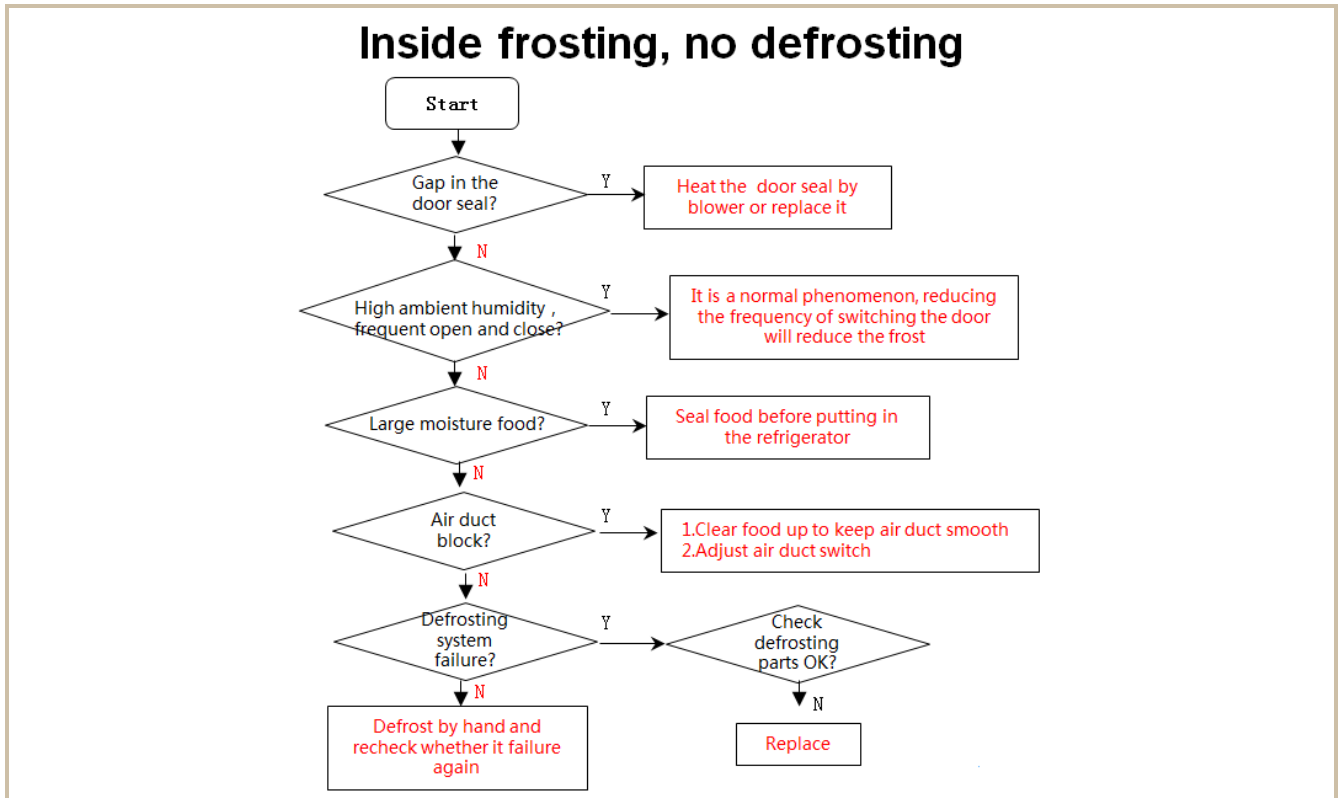 Inside frosting, no defrosting
Start
Gap in the
door seal?
Y
Heat the door seal by
blower or replace it
N
High ambient humidity ,
frequent open and close?
Y
It is a normal phenomenon, reducing
the frequency of switching the door
will reduce the frost
N
Large moisture food?
Y
Seal food before putting in
the refrigerator
N
Air duct
block?
Y
1.Clear food up to keep air duct smooth
2.Adjust air duct switch
N
Defrosting
system
failure?
Y
Check
defrosting
parts OK?
N
Defrost by hand and
recheck whether it failure
again
N
Replace